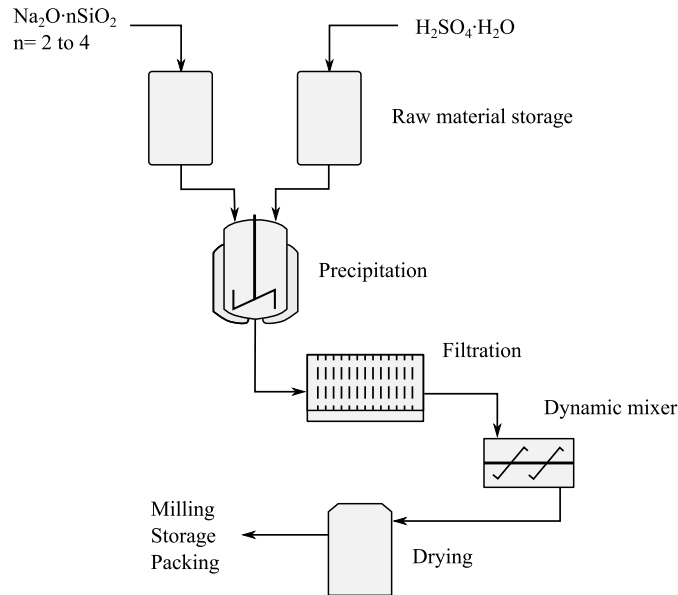 Na₂O·nSiO₂
n= 2 to 4
H₂SO₄·H₂O
Raw material storage
Precipitation
Filtration
Dynamic mixer
Drying
Milling
Storage
Packing